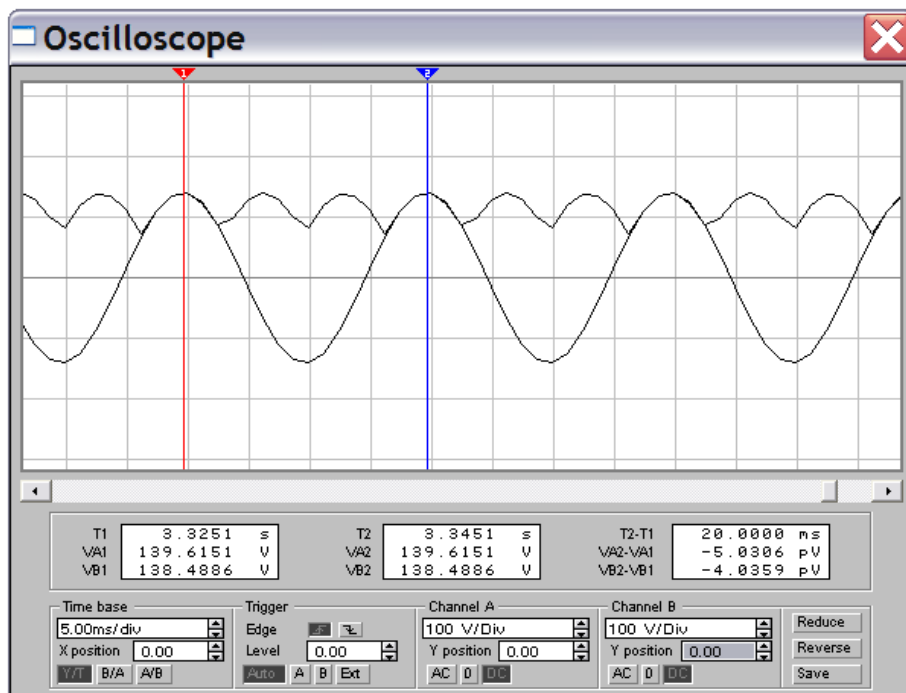 Oscilloscope
1 2
T1 3.3251 s T2 3.3451 s T2-T1 20.0000 ms
VA1 139.6151 V VA2 139.6151 V VA2-VA1 -5.0306 pV
VB1 138.4886 V VB2 138.4886 V VB2-VB1 -4.0359 pV
Time base Trigger Channel A Channel B
5.00ms/div Edge 100 V/Div 100 V/Div Reduce
X position 0.00 Level 0.00 Y position 0.00 Y position 0.00 Reverse
Y/T B/A A/B Auto A B Ext AC 0 DC AC 0 DC Save